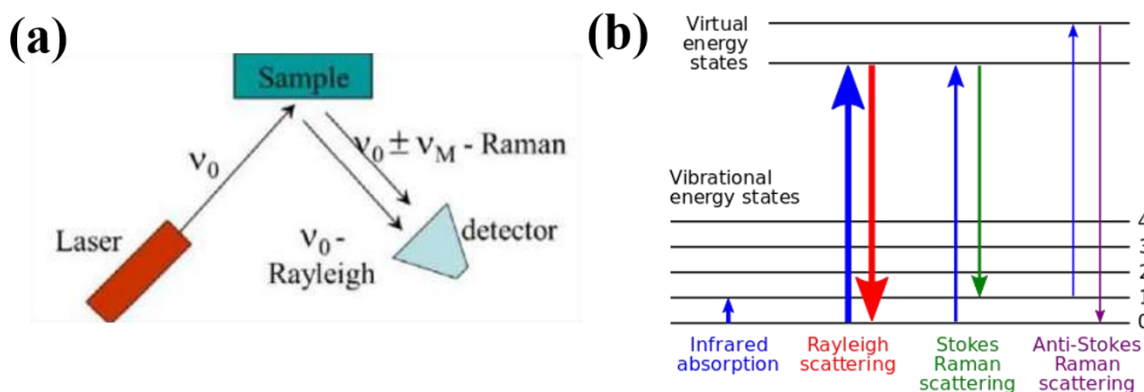 (a)
Sample
ν₀
ν₀ ± ν_M - Raman
Laser
ν₀ -
Rayleigh
detector
(b)
Virtual
energy
states
Vibrational
energy states
4
3
2
1
0
Infrared
absorption
Rayleigh
scattering
Stokes
Raman
scattering
Anti-Stokes
Raman
scattering